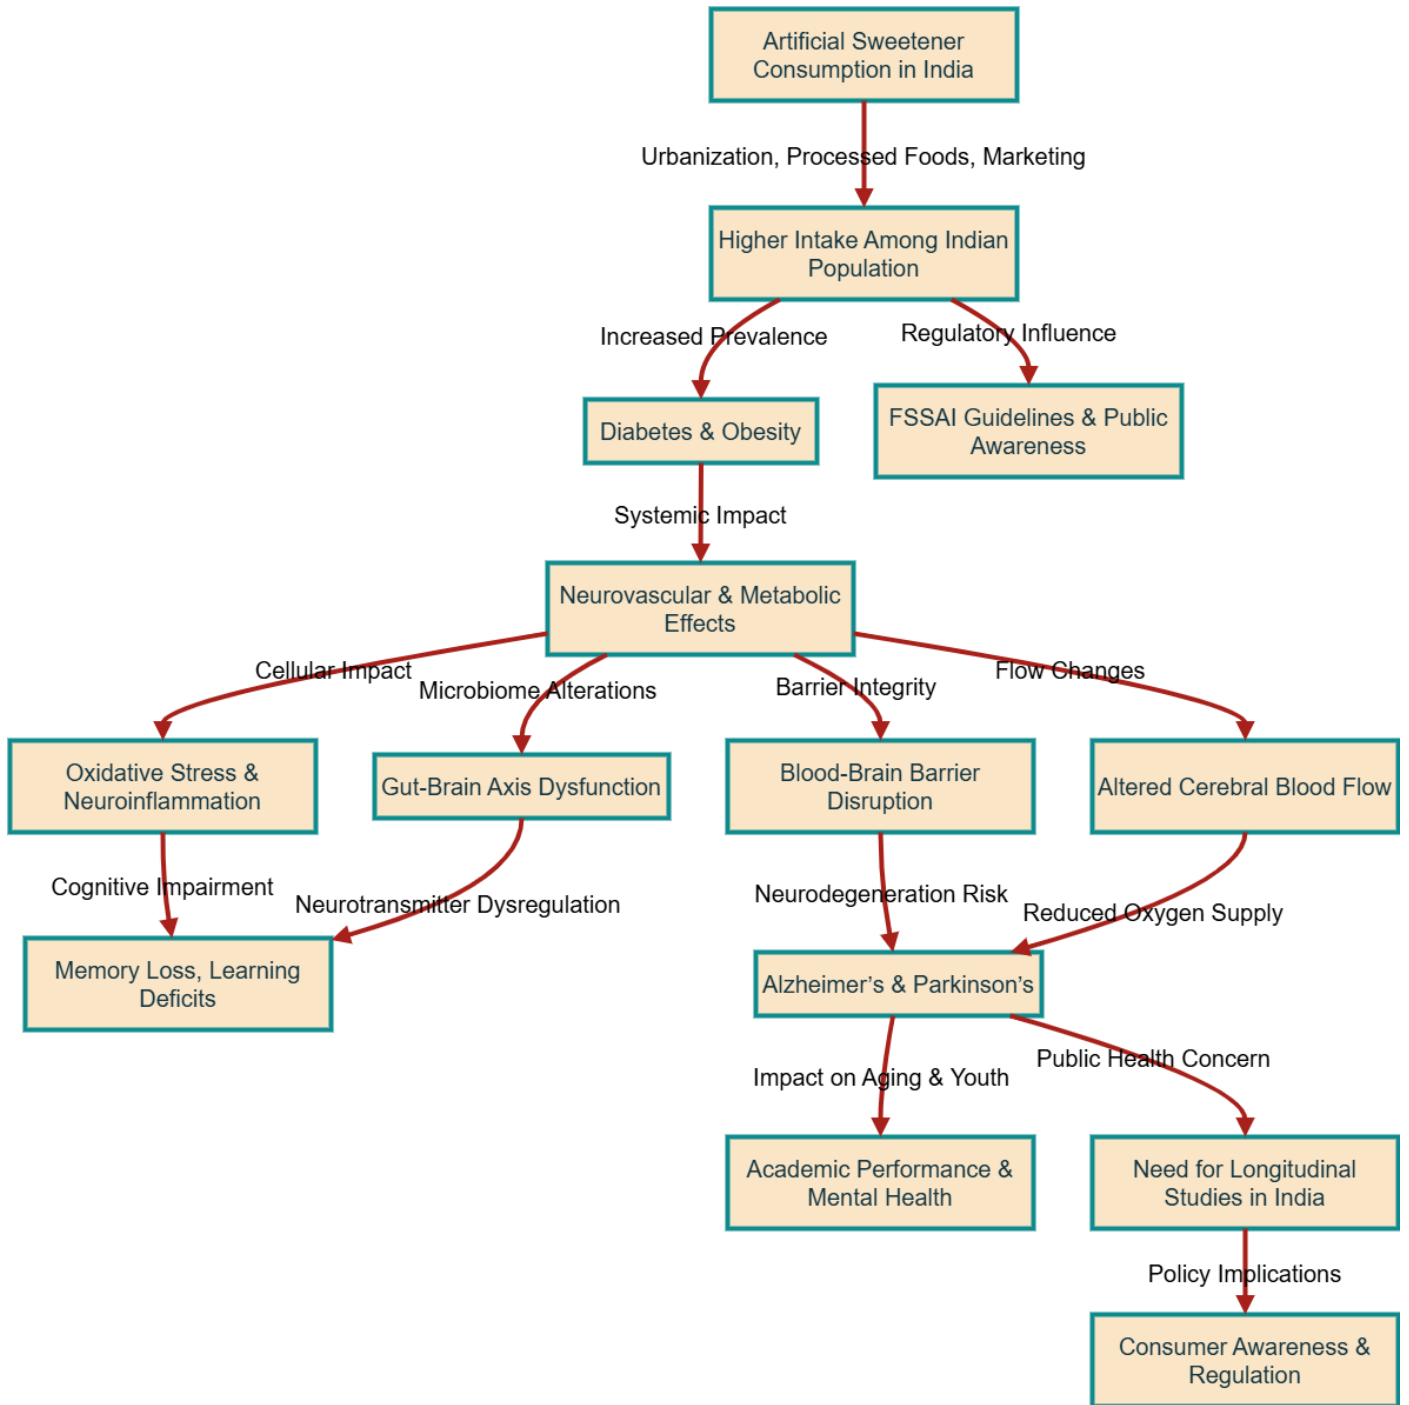 Artificial Sweetener
Consumption in India
Urbanization, Processed Foods, Marketing
Higher Intake Among Indian
Population
Increased Prevalence
Regulatory Influence
Diabetes & Obesity
FSSAI Guidelines & Public
Awareness
Systemic Impact
Neurovascular & Metabolic
Effects
Cellular Impact
Microbiome Alterations
Barrier Integrity
Flow Changes
Oxidative Stress &
Neuroinflammation
Gut-Brain Axis Dysfunction
Blood-Brain Barrier
Disruption
Altered Cerebral Blood Flow
Cognitive Impairment
Neurotransmitter Dysregulation
Neurodegeneration Risk
Reduced Oxygen Supply
Memory Loss, Learning
Deficits
Alzheimer’s & Parkinson’s
Impact on Aging & Youth
Public Health Concern
Academic Performance &
Mental Health
Need for Longitudinal
Studies in India
Policy Implications
Consumer Awareness &
Regulation